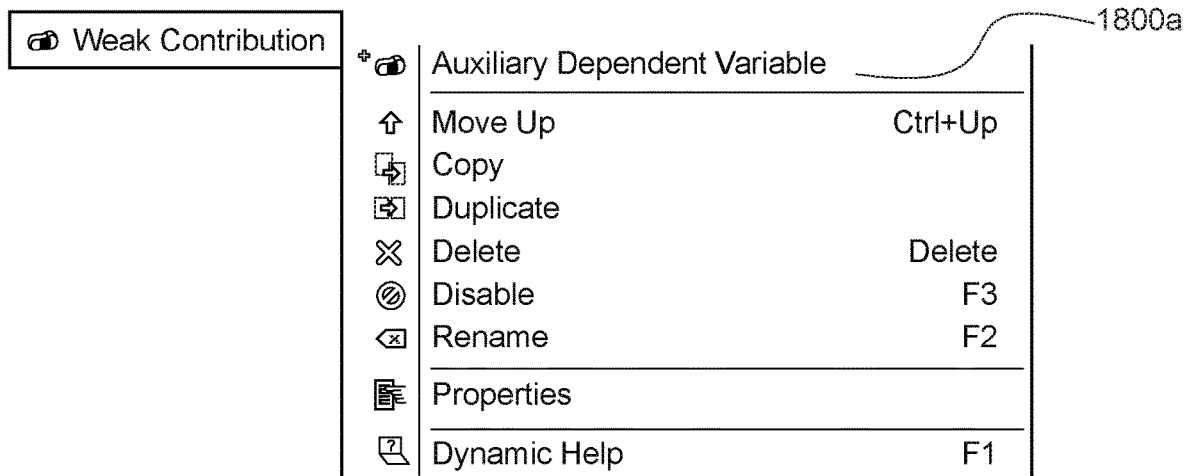 1800a
Weak Contribution
Auxiliary Dependent Variable
Move Up Ctrl+Up
Copy
Duplicate
Delete Delete
Disable F3
Rename F2
Properties
Dynamic Help F1